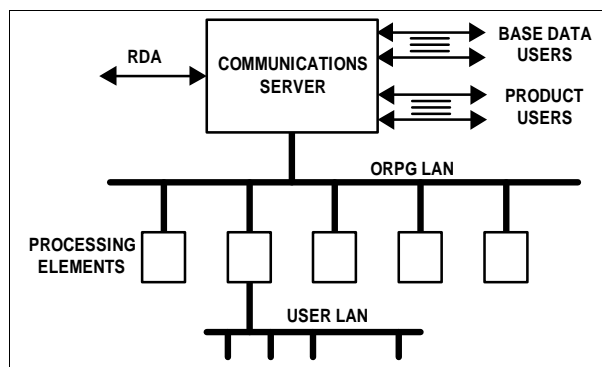 RDA
COMMUNICATIONS
SERVER
BASE DATA
USERS
PRODUCT
USERS
ORPG LAN
PROCESSING
ELEMENTS
USER LAN